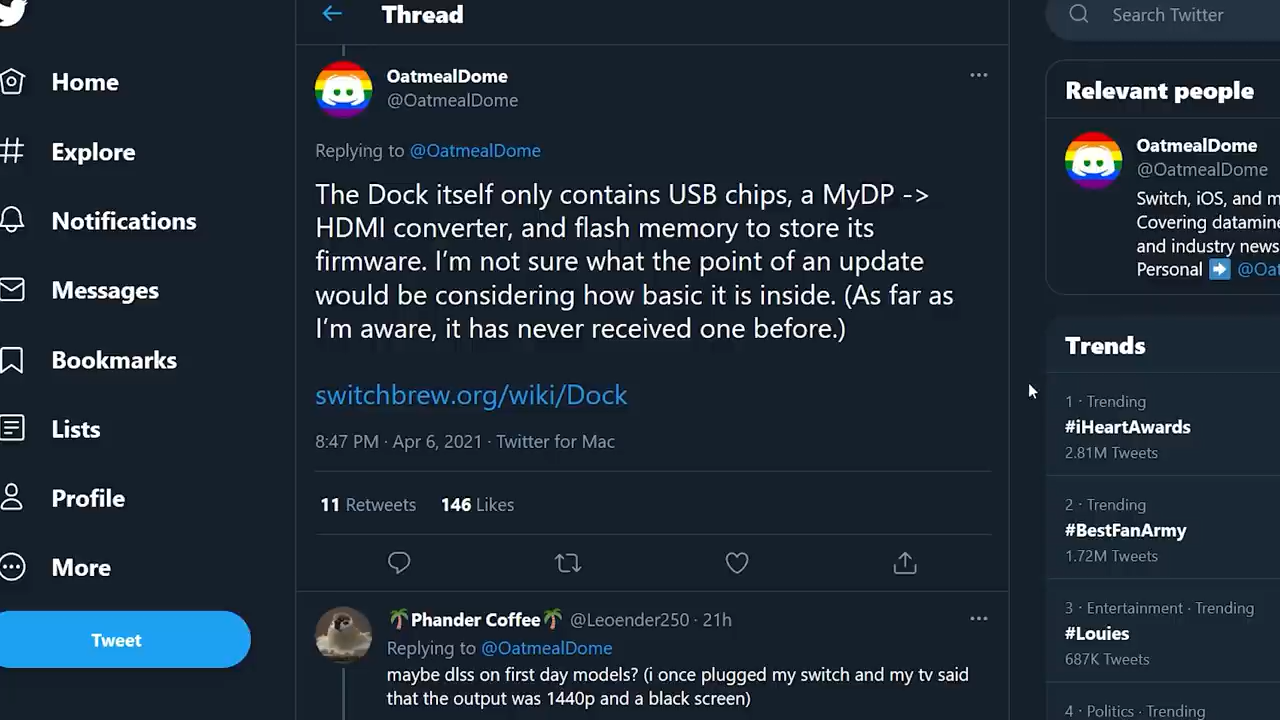 Thread
Search Twitter
Home
Explore
Notifications
Messages
Bookmarks
Lists
Profile
More
Tweet
OatmealDome
@OatmealDome
Replying to @OatmealDome
The Dock itself only contains USB chips, a MyDP ->
HDMI converter, and flash memory to store its
firmware. I'm not sure what the point of an update
would be considering how basic it is inside. (As far as
I'm aware, it has never received one before.)
switchbrew.org/wiki/Dock
8:47 PM · Apr 6, 2021 · Twitter for Mac
11 Retweets 146 Likes
🌴Phander Coffee🌴 @Leoender250 · 21h
Replying to @OatmealDome
maybe dlss on first day models? (i once plugged my switch and my tv said
that the output was 1440p and a black screen)
Relevant people
OatmealDome
@OatmealDome
Switch, iOS, and m
Covering datamine
and industry news
Personal ➡️ @Oat
Trends
1 · Trending
#iHeartAwards
2.81M Tweets
2 · Trending
#BestFanArmy
1.72M Tweets
3 · Entertainment · Trending
#Louies
687K Tweets
4 · Politics · Trending